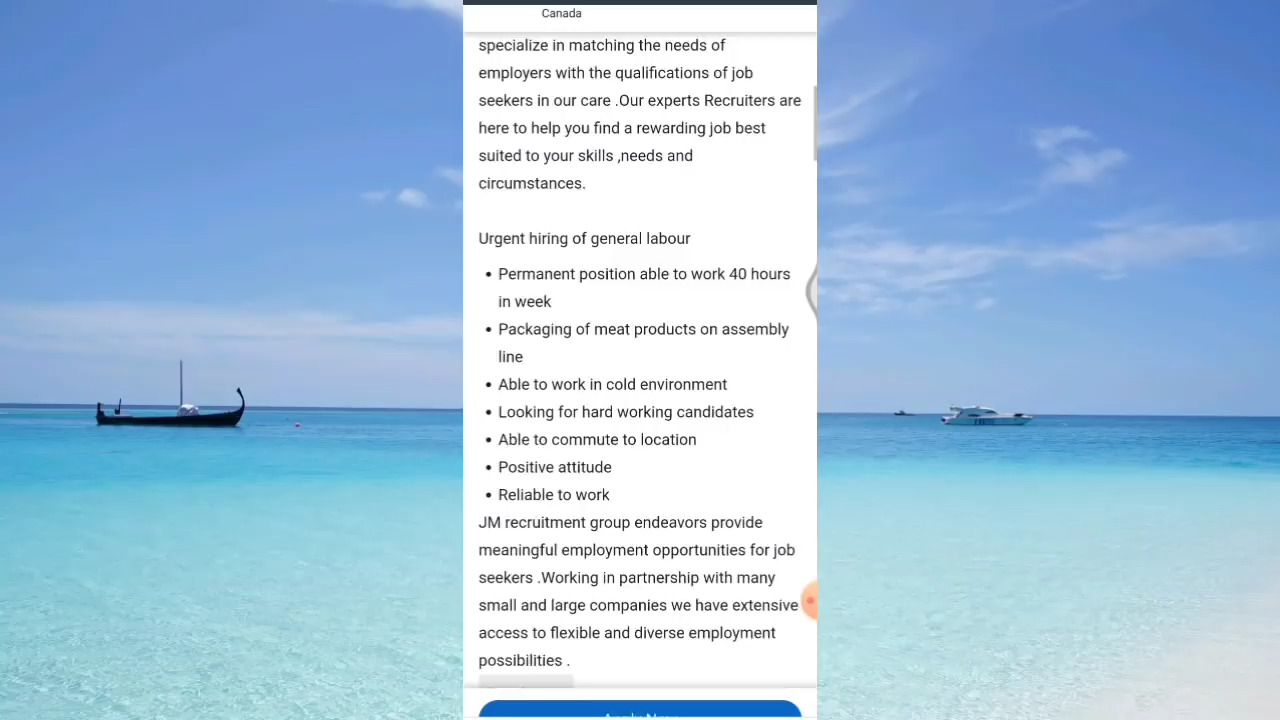 Canada
specialize in matching the needs of
employers with the qualifications of job
seekers in our care .Our experts Recruiters are
here to help you find a rewarding job best
suited to your skills ,needs and
circumstances.
Urgent hiring of general labour
• Permanent position able to work 40 hours
in week
• Packaging of meat products on assembly
line
• Able to work in cold environment
• Looking for hard working candidates
• Able to commute to location
• Positive attitude
• Reliable to work
JM recruitment group endeavors provide
meaningful employment opportunities for job
seekers .Working in partnership with many
small and large companies we have extensive
access to flexible and diverse employment
possibilities .